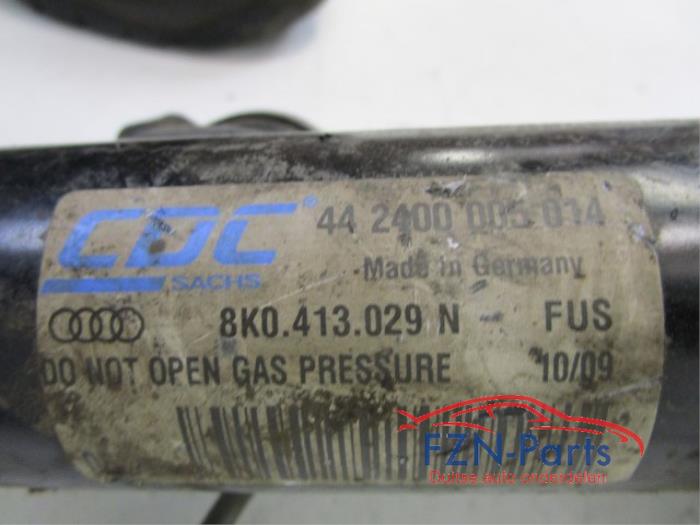 CDC® 44 2400 005 014
SACHS Made in Germany
8K0.413.029 N FUS
DO NOT OPEN GAS PRESSURE 10/09
FZN-Parts
Duitse auto onderdelen